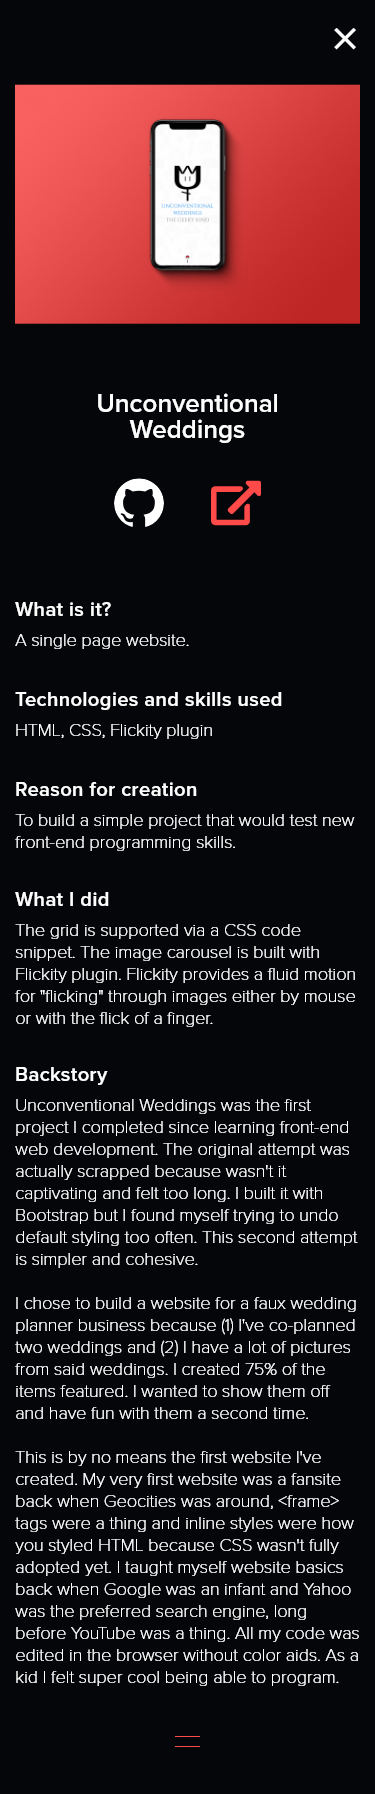 UNCONVENTIONAL
WEDDINGS
THE GEEKY KIND
Unconventional
Weddings
What is it?
A single page website.
Technologies and skills used
HTML, CSS, Flickity plugin
Reason for creation
To build a simple project that would test new
front-end programming skills.
What I did
The grid is supported via a CSS code
snippet. The image carousel is built with
Flickity plugin. Flickity provides a fluid motion
for "flicking" through images either by mouse
or with the flick of a finger.
Backstory
Unconventional Weddings was the first
project I completed since learning front-end
web development. The original attempt was
actually scrapped because wasn't it
captivating and felt too long. I built it with
Bootstrap but I found myself trying to undo
default styling too often. This second attempt
is simpler and cohesive.
I chose to build a website for a faux wedding
planner business because (1) I've co-planned
two weddings and (2) I have a lot of pictures
from said weddings. I created 75% of the
items featured. I wanted to show them off
and have fun with them a second time.
This is by no means the first website I've
created. My very first website was a fansite
back when Geocities was around, <frame>
tags were a thing and inline styles were how
you styled HTML because CSS wasn't fully
adopted yet. I taught myself website basics
back when Google was an infant and Yahoo
was the preferred search engine, long
before YouTube was a thing. All my code was
edited in the browser without color aids. As a
kid I felt super cool being able to program.